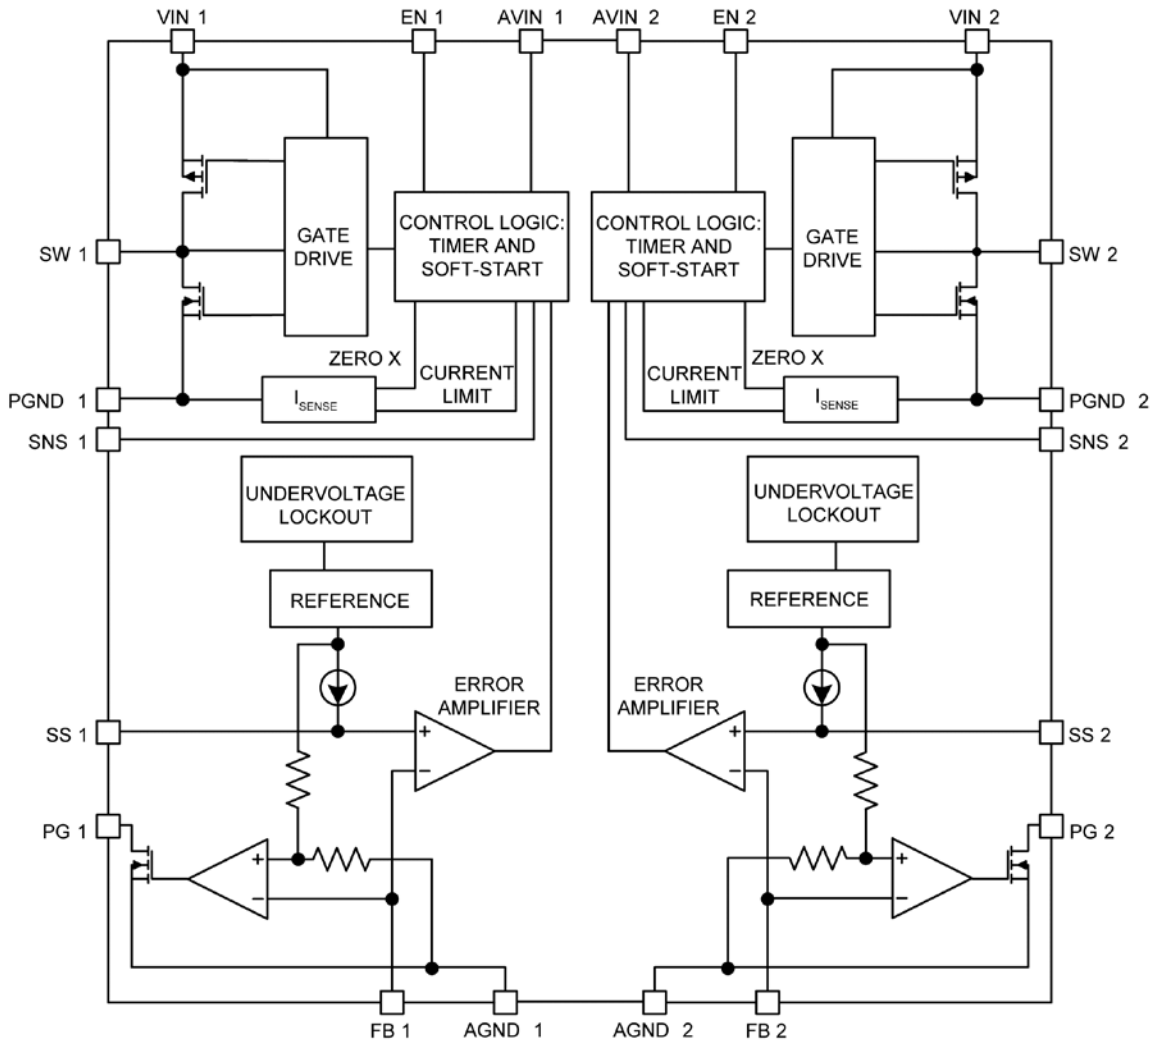 VIN 1
EN 1
AVIN 1
AVIN 2
EN 2
VIN 2
GATE
DRIVE
CONTROL LOGIC:
TIMER AND
SOFT-START
CONTROL LOGIC:
TIMER AND
SOFT-START
GATE
DRIVE
SW 1
SW 2
ZERO X
CURRENT
LIMIT
ZERO X
CURRENT
LIMIT
ISENSE
ISENSE
PGND 1
PGND 2
SNS 1
SNS 2
UNDERVOLTAGE
LOCKOUT
UNDERVOLTAGE
LOCKOUT
REFERENCE
REFERENCE
ERROR
AMPLIFIER
ERROR
AMPLIFIER
SS 1
+
−
+
−
SS 2
PG 1
+
−
+
−
PG 2
FB 1
AGND 1
AGND 2
FB 2